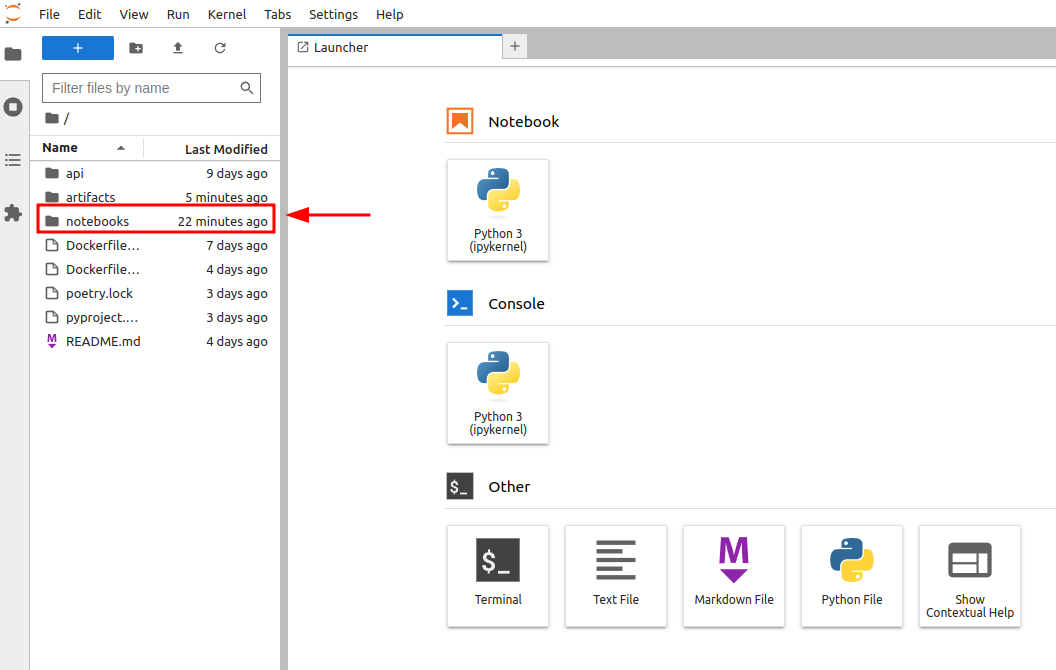 File Edit View Run Kernel Tabs Settings Help
+
Filter files by name
/
Name Last Modified
api 9 days ago
artifacts 5 minutes ago
notebooks 22 minutes ago
Dockerfile... 7 days ago
Dockerfile... 4 days ago
poetry.lock 3 days ago
pyproject.... 3 days ago
README.md 4 days ago
Launcher +
Notebook
Python 3
(ipykernel)
Console
Python 3
(ipykernel)
$_ Other
$_
Terminal
Text File
M
Markdown File
Python File
Show
Contextual Help